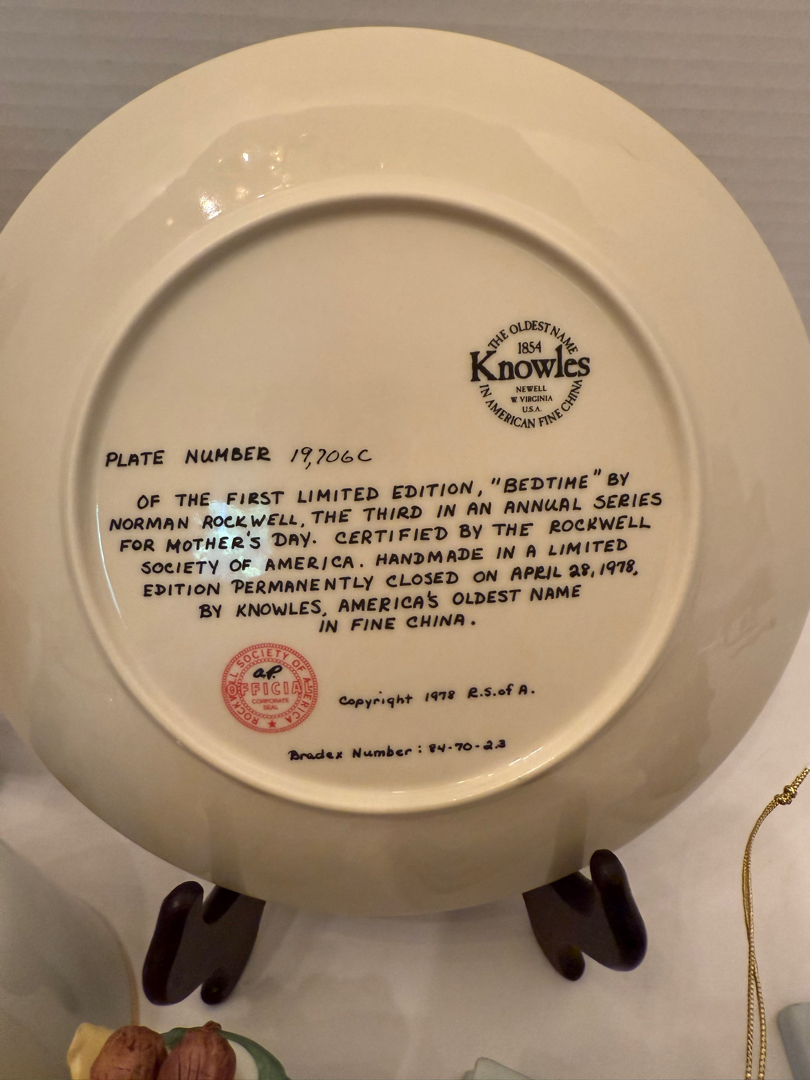 THE OLDEST NAME
1854
Knowles
NEWELL
W VIRGINIA
U.S.A.
IN AMERICAN FINE CHINA
PLATE NUMBER 19,706C
OF THE FIRST LIMITED EDITION, "BEDTIME" BY
NORMAN ROCKWELL, THE THIRD IN AN ANNUAL SERIES
FOR MOTHER'S DAY. CERTIFIED BY THE ROCKWELL
SOCIETY OF AMERICA. HANDMADE IN A LIMITED
EDITION PERMANENTLY CLOSED ON APRIL 28, 1978,
BY KNOWLES, AMERICA'S OLDEST NAME
IN FINE CHINA.
ROCKWELL SOCIETY OF AMERICA
OFFICIAL
CORPORATE
SEAL
Copyright 1978 R.S.of A.
Bradex Number: 84-70-2.3